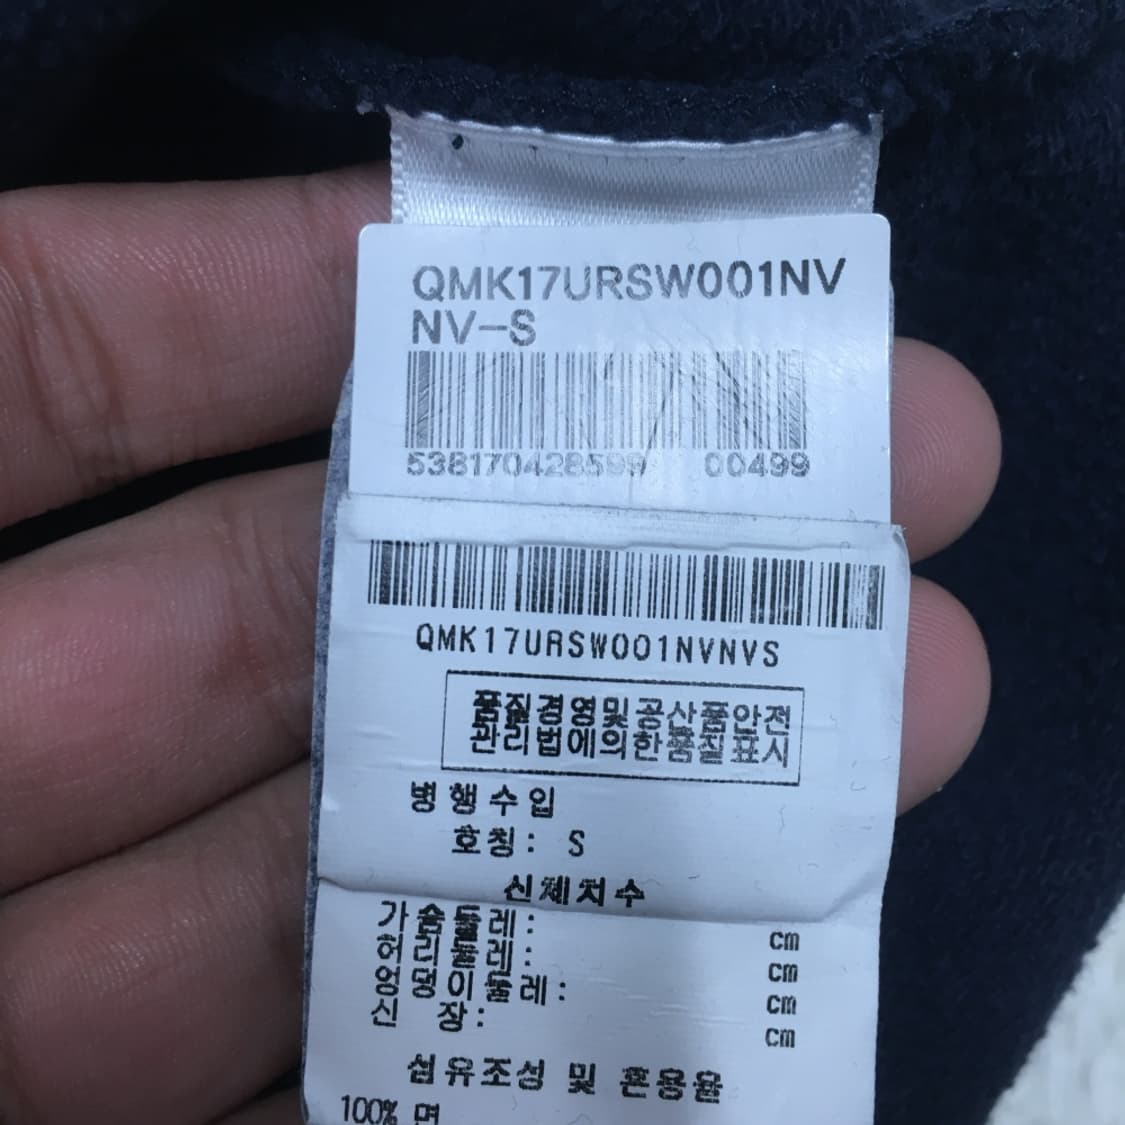 QMK17URSW001NV
NV-S
538170428599 00499
QMK17URSW001NVNVS
품질경영및공산품안전
관리법에의한품질표시
병행수입
호칭: S
신체치수
가슴둘레: cm
허리둘레: cm
엉덩이둘레: cm
신 장: cm
섬유조성 및 혼용율
100% 면